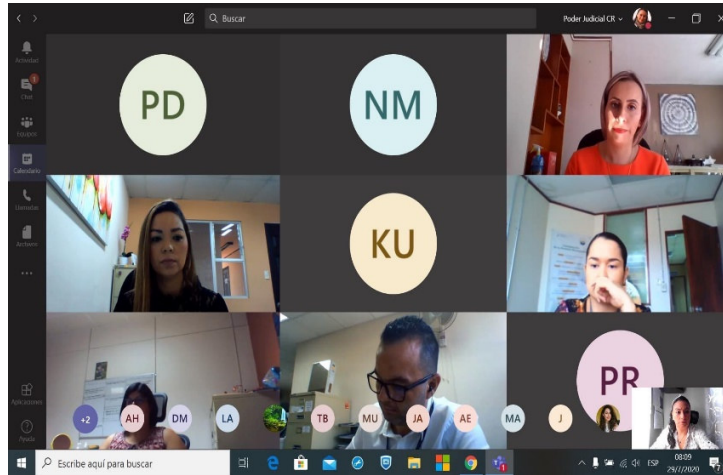 Buscar
Poder Judicial CR
Actividad
Chat
Equipos
Calendario
Llamadas
Archivos
Aplicaciones
Ayuda
PD
NM
KU
PR
+2
AH
DM
LA
TB
MU
JA
AE
MA
J
Escribe aquí para buscar
ESP
08:09
29/7/2020